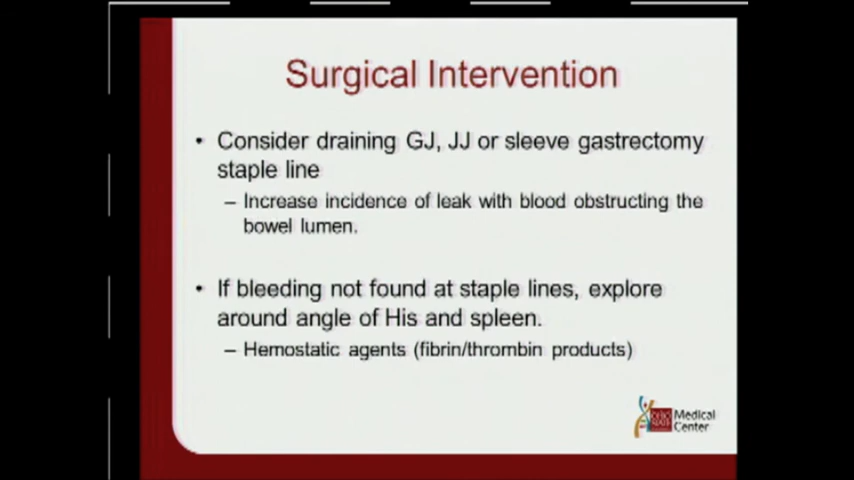 Surgical Intervention
• Consider draining GJ, JJ or sleeve gastrectomy
staple line
– Increase incidence of leak with blood obstructing the
bowel lumen.
• If bleeding not found at staple lines, explore
around angle of His and spleen.
– Hemostatic agents (fibrin/thrombin products)
Medical
Center